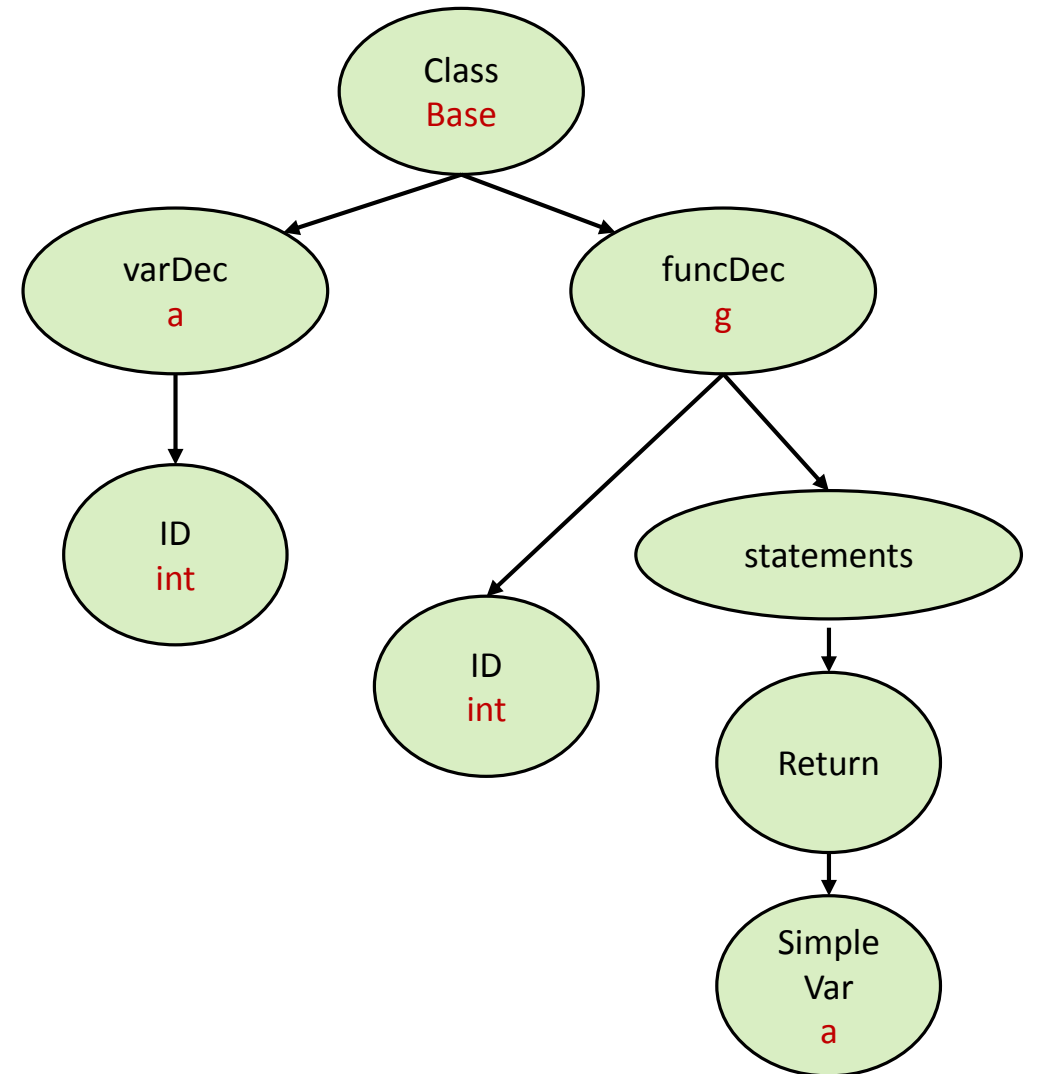 Class
Base
varDec
a
funcDec
g
ID
int
statements
ID
int
Return
Simple
Var
a